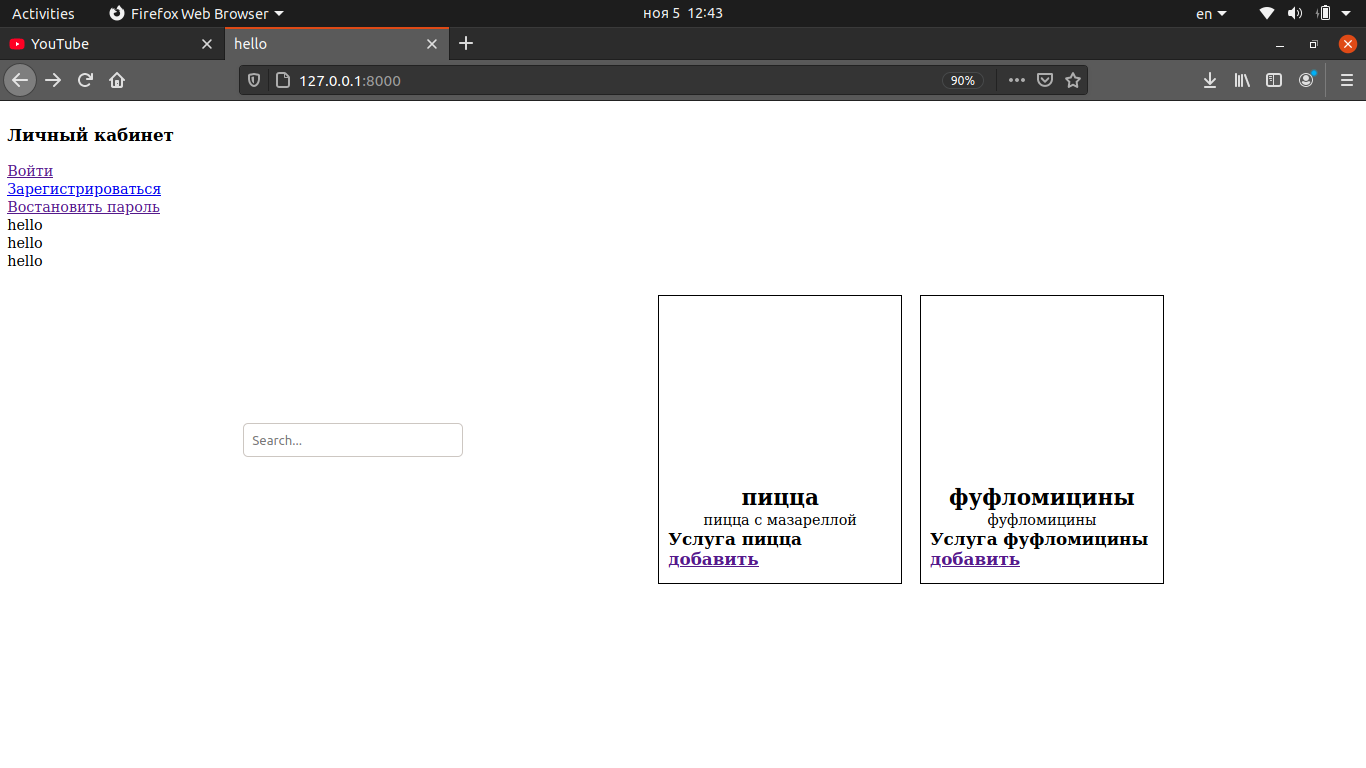 Activities Firefox Web Browser ноя 5 12:43 en
YouTube hello
127.0.0.1:8000 90%
Личный кабинет
Войти
Зарегистрироваться
Востановить пароль
hello
hello
hello
Search...
пицца
пицца с мазареллой
Услуга пицца
добавить
фуфломицины
фуфломицины
Услуга фуфломицины
добавить